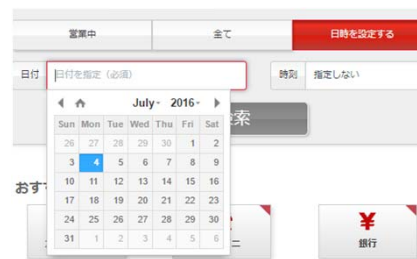 営業中 全て 日時を設定する
日付 日付を指定（必須） 時刻 指定しない
July 2016
Sun Mon Tue Wed Thu Fri Sat
索
26 27 28 29 30 1 2
3 4 5 6 7 8 9
10 11 12 13 14 15 16
おす
17 18 19 20 21 22 23
24 25 26 27 28 29 30
¥
31 1 2 3 4 5 6
ニ 銀行